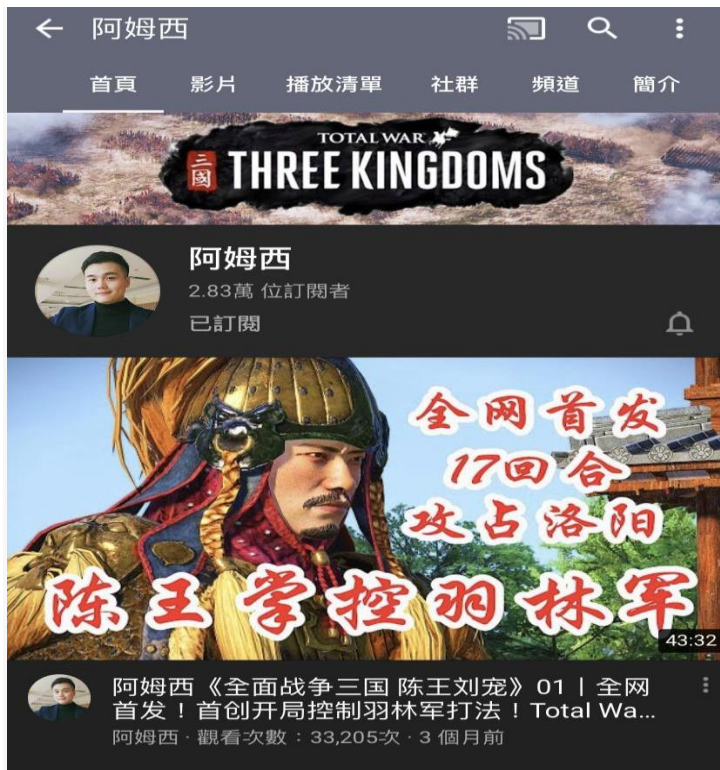 阿姆西
首頁 影片 播放清單 社群 頻道 簡介
TOTAL WAR
三國 THREE KINGDOMS
阿姆西
2.83萬 位訂閱者
已訂閱
全网首发
17回合
攻占洛阳
陈王掌控羽林军
43:32
阿姆西《全面战争三国 陈王刘宠》01丨全网
首发！首创开局控制羽林军打法！Total Wa...
阿姆西 · 觀看次數：33,205次 · 3 個月前